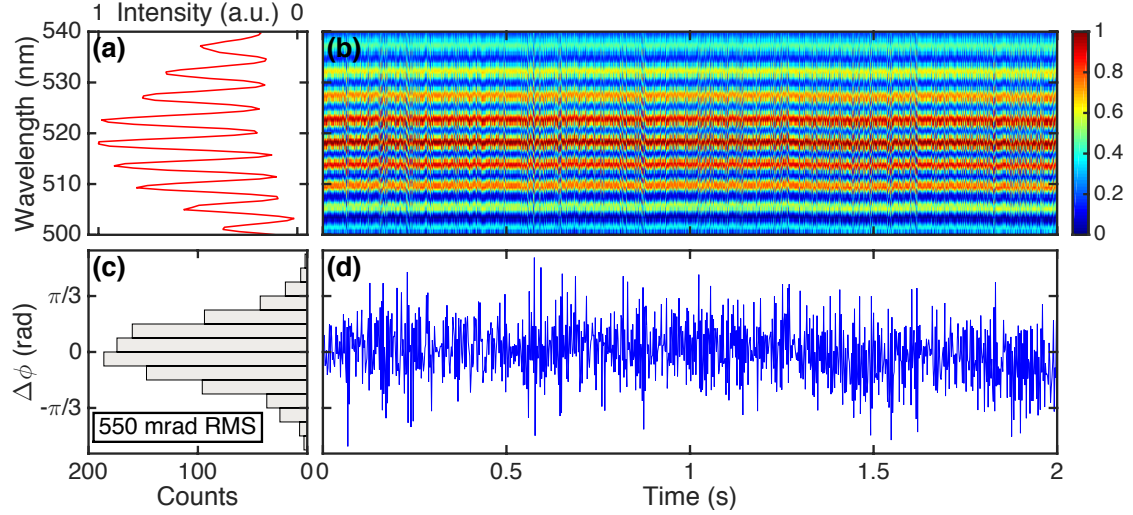 1 Intensity (a.u.) 0
Wavelength (nm)
540
530
520
510
500
(a)
(b)
1
0.8
0.6
0.4
0.2
0
Δϕ (rad)
π/3
0
-π/3
(c)
550 mrad RMS
200 100 0
Counts
(d)
0 0.5 1 1.5 2
Time (s)